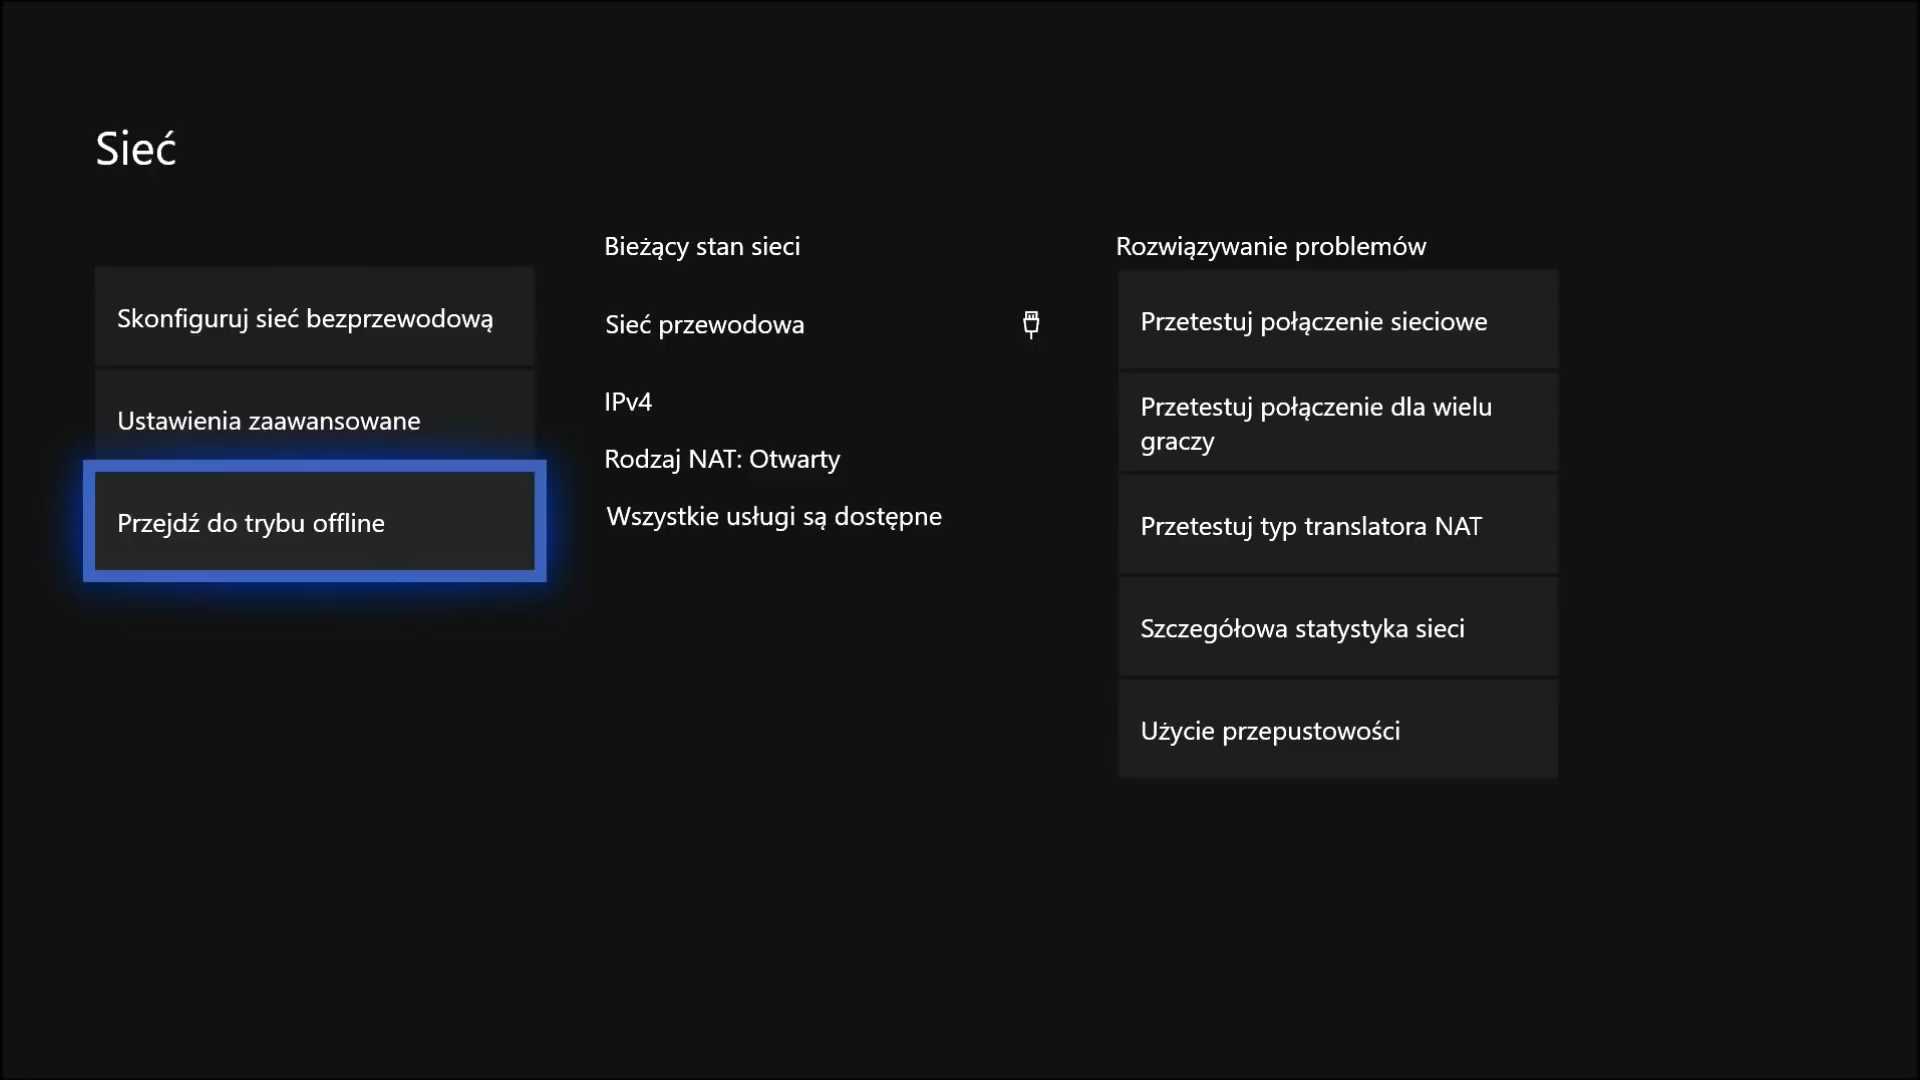 Sieć
Skonfiguruj sieć bezprzewodową
Ustawienia zaawansowane
Przejdź do trybu offline
Bieżący stan sieci
Sieć przewodowa
IPv4
Rodzaj NAT: Otwarty
Wszystkie usługi są dostępne
Rozwiązywanie problemów
Przetestuj połączenie sieciowe
Przetestuj połączenie dla wielu
graczy
Przetestuj typ translatora NAT
Szczegółowa statystyka sieci
Użycie przepustowości